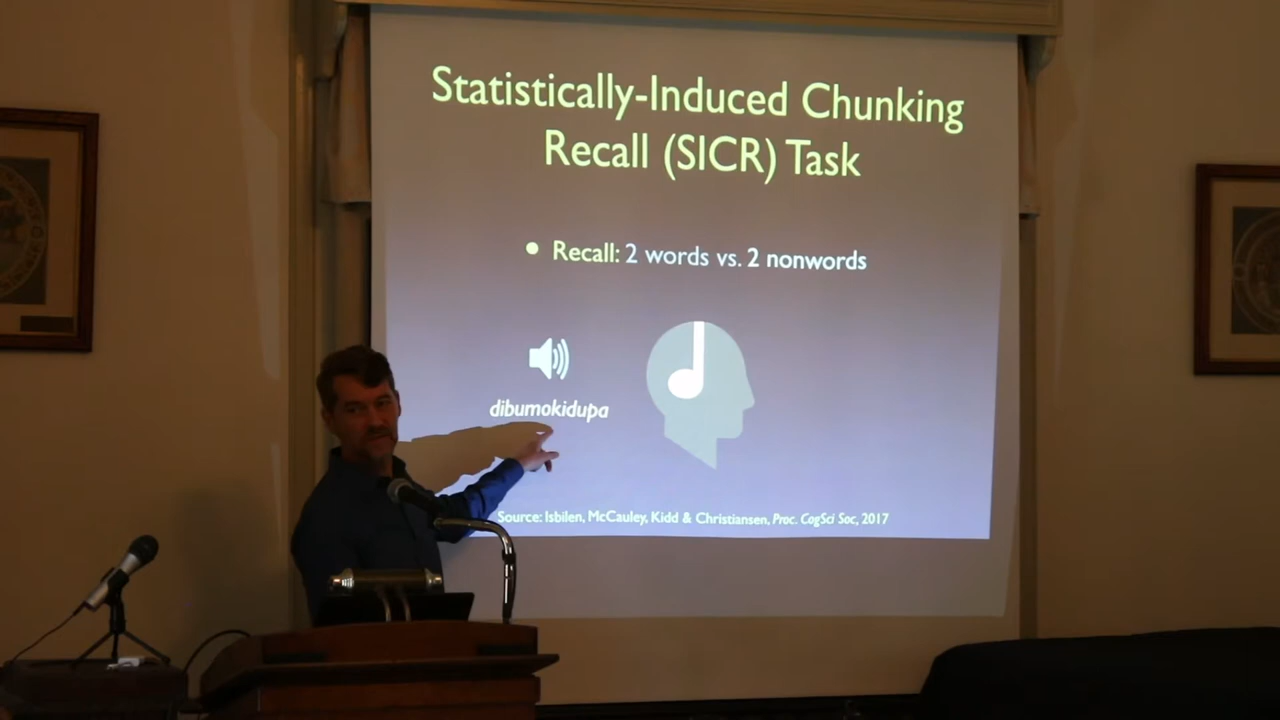 Statistically-Induced Chunking
Recall (SICR) Task
• Recall: 2 words vs. 2 nonwords
dibumokidupa
Source: Isbilen, McCauley, Kidd & Christiansen, Proc. CogSci Soc, 2017